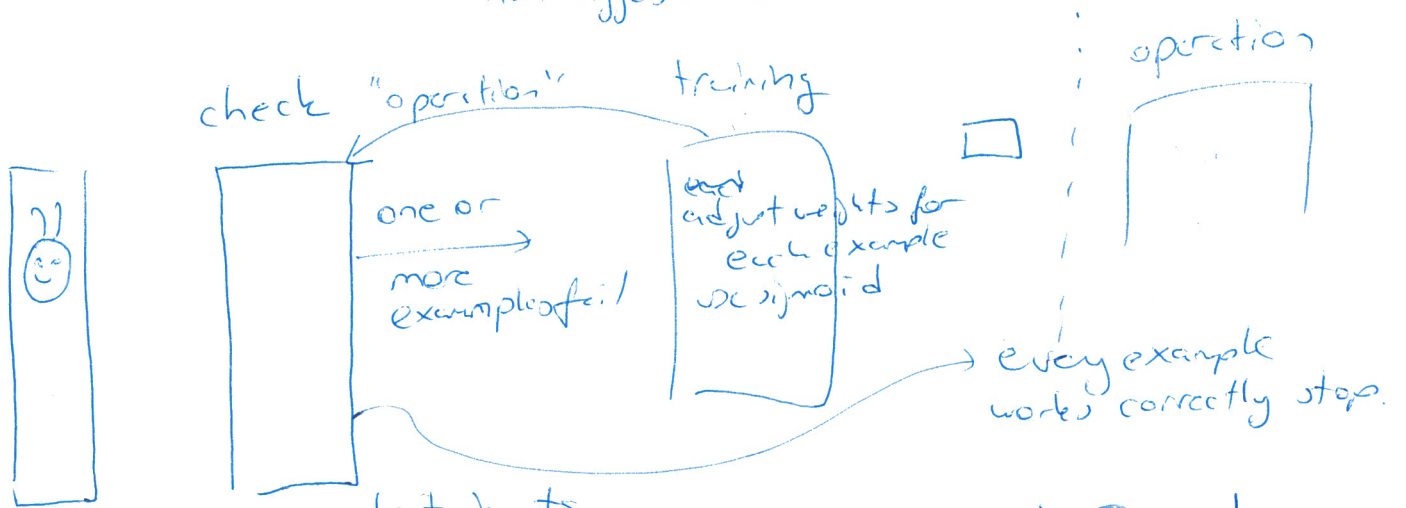 operation
check "operation" training
one or
more
examples fail
adjust weights for
each example
use sigmoid
every example
works correctly stop.